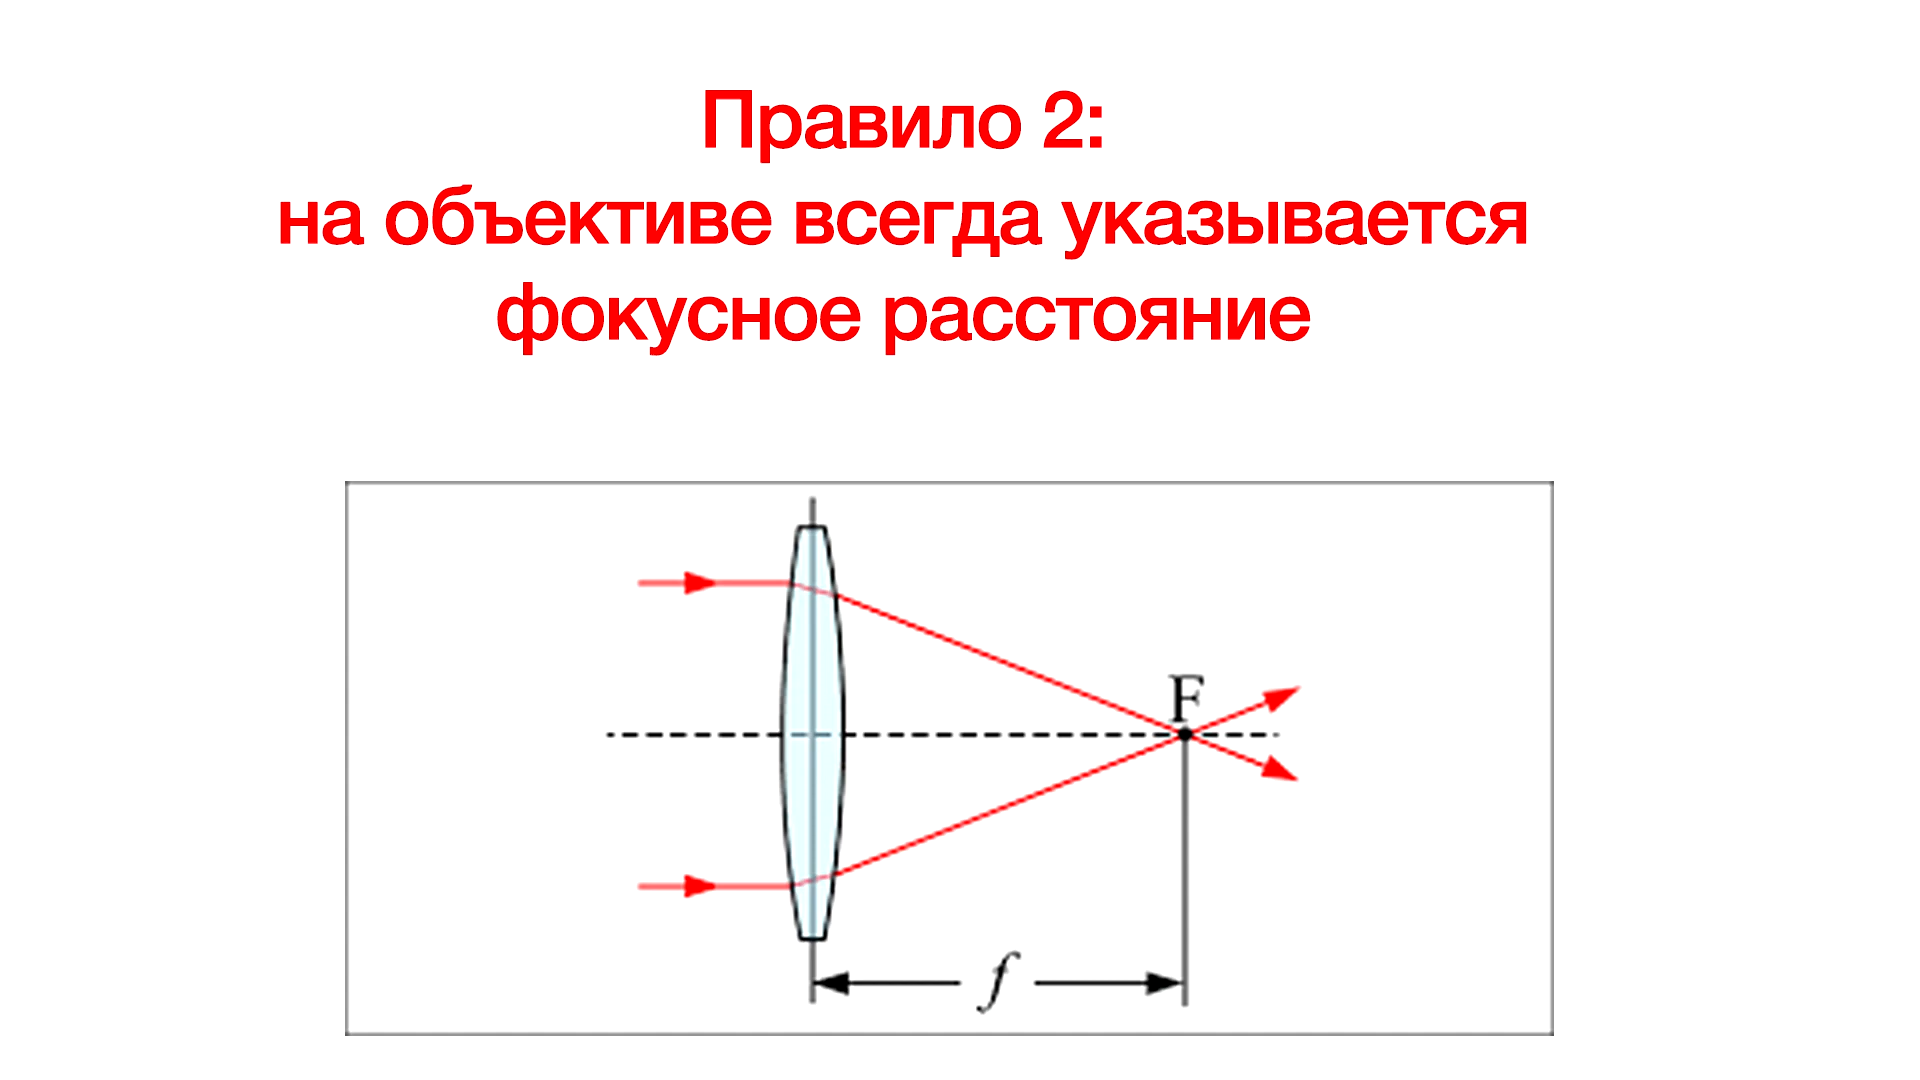 Правило 2:
на объективе всегда указывается
фокусное расстояние
F
f